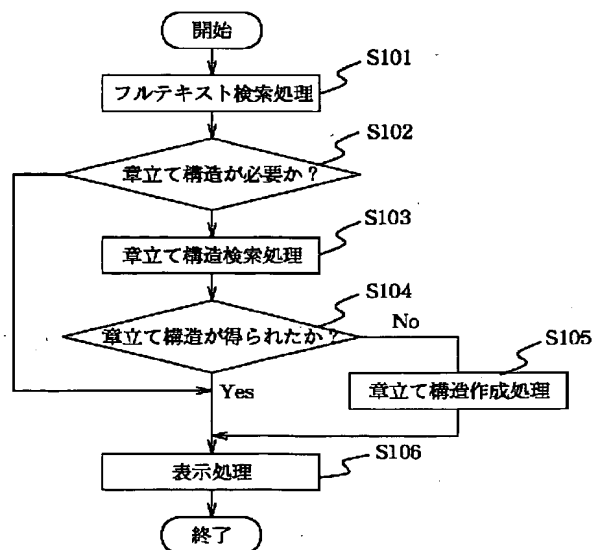 開始
S101
フルテキスト検索処理
S102
章立て構造が必要か?
S103
章立て構造検索処理
S104
章立て構造が得られたか?
No
S105
Yes
章立て構造作成処理
S106
表示処理
終了